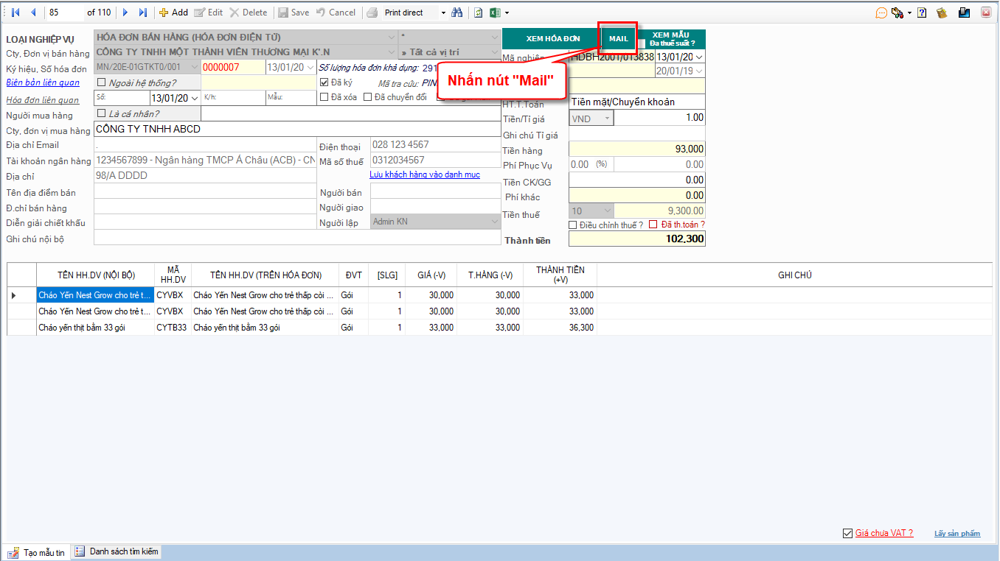 85 of 110 Add Edit Delete Save Cancel Print direct
LOẠI NGHIỆP VỤ HÓA ĐƠN BÁN HÀNG (HÓA ĐƠN ĐIỆN TỬ) * XEM HÓA ĐƠN MAIL XEM MẪU
Đa thuế suất ?
Cty, Đơn vị bán hàng CÔNG TY TNHH MỘT THÀNH VIÊN THƯƠNG MẠI K'.N » Tất cả vị trí Mã nghiệp HDBH2001/013838 13/01/20
Ký hiệu, Số hóa đơn MN/20E-01GTKT0/001 0000007 13/01/20 Số lượng hóa đơn khả dụng: 291 20/01/19
Nhấn nút "Mail"
Biên bản liên quan Ngoài hệ thống? Đã ký Mã tra cứu: PIN
Hóa đơn liên quan Số: 13/01/20 K/h: Mẫu: Đã xóa Đã chuyển đổi
HT.T.Toán Tiền mặt/Chuyển khoản
Người mua hàng Là cá nhân? Tiền/Tỉ giá VND 1.00
Cty, đơn vị mua hàng CÔNG TY TNHH ABCD Ghi chú Tỉ giá
Địa chỉ Email . Điện thoại 028 123 4567 Tiền hàng 93,000
Tài khoản ngân hàng 1234567899 - Ngân hàng TMCP Á Châu (ACB) - CN Mã số thuế 0312034567 Phí Phục Vụ 0.00 (%) 0.00
Địa chỉ 98/A DDDD Lưu khách hàng vào danh mục Tiền CK/GG 0.00
Tên địa điểm bán Người bán Phí khác 0.00
Đ.chỉ bán hàng Người giao Tiền thuế 10 9,300.00
Diễn giải chiết khấu Người lập Admin KN Điều chỉnh thuế ? Đã th.toán ?
Ghi chú nội bộ Thành tiền 102,300
TÊN HH.DV (NỘI BỘ) MÃ HH.DV TÊN HH.DV (TRÊN HÓA ĐƠN) ĐVT [SLG] GIÁ (-V) T.HÀNG (-V) THÀNH TIỀN (+V) GHI CHÚ
Cháo Yến Nest Grow cho trẻ t... CYVBX Cháo Yến Nest Grow cho trẻ thấp còi ... Gói 1 30,000 30,000 33,000
Cháo Yến Nest Grow cho trẻ t... CYVBX Cháo Yến Nest Grow cho trẻ thấp còi ... Gói 1 30,000 30,000 33,000
Cháo yến thịt bằm 33 gói CYTB33 Cháo yến thịt bằm 33 gói Gói 1 33,000 33,000 36,300
Giá chưa VAT ? Lấy sản phẩm
Tạo mẫu tin Danh sách tìm kiếm